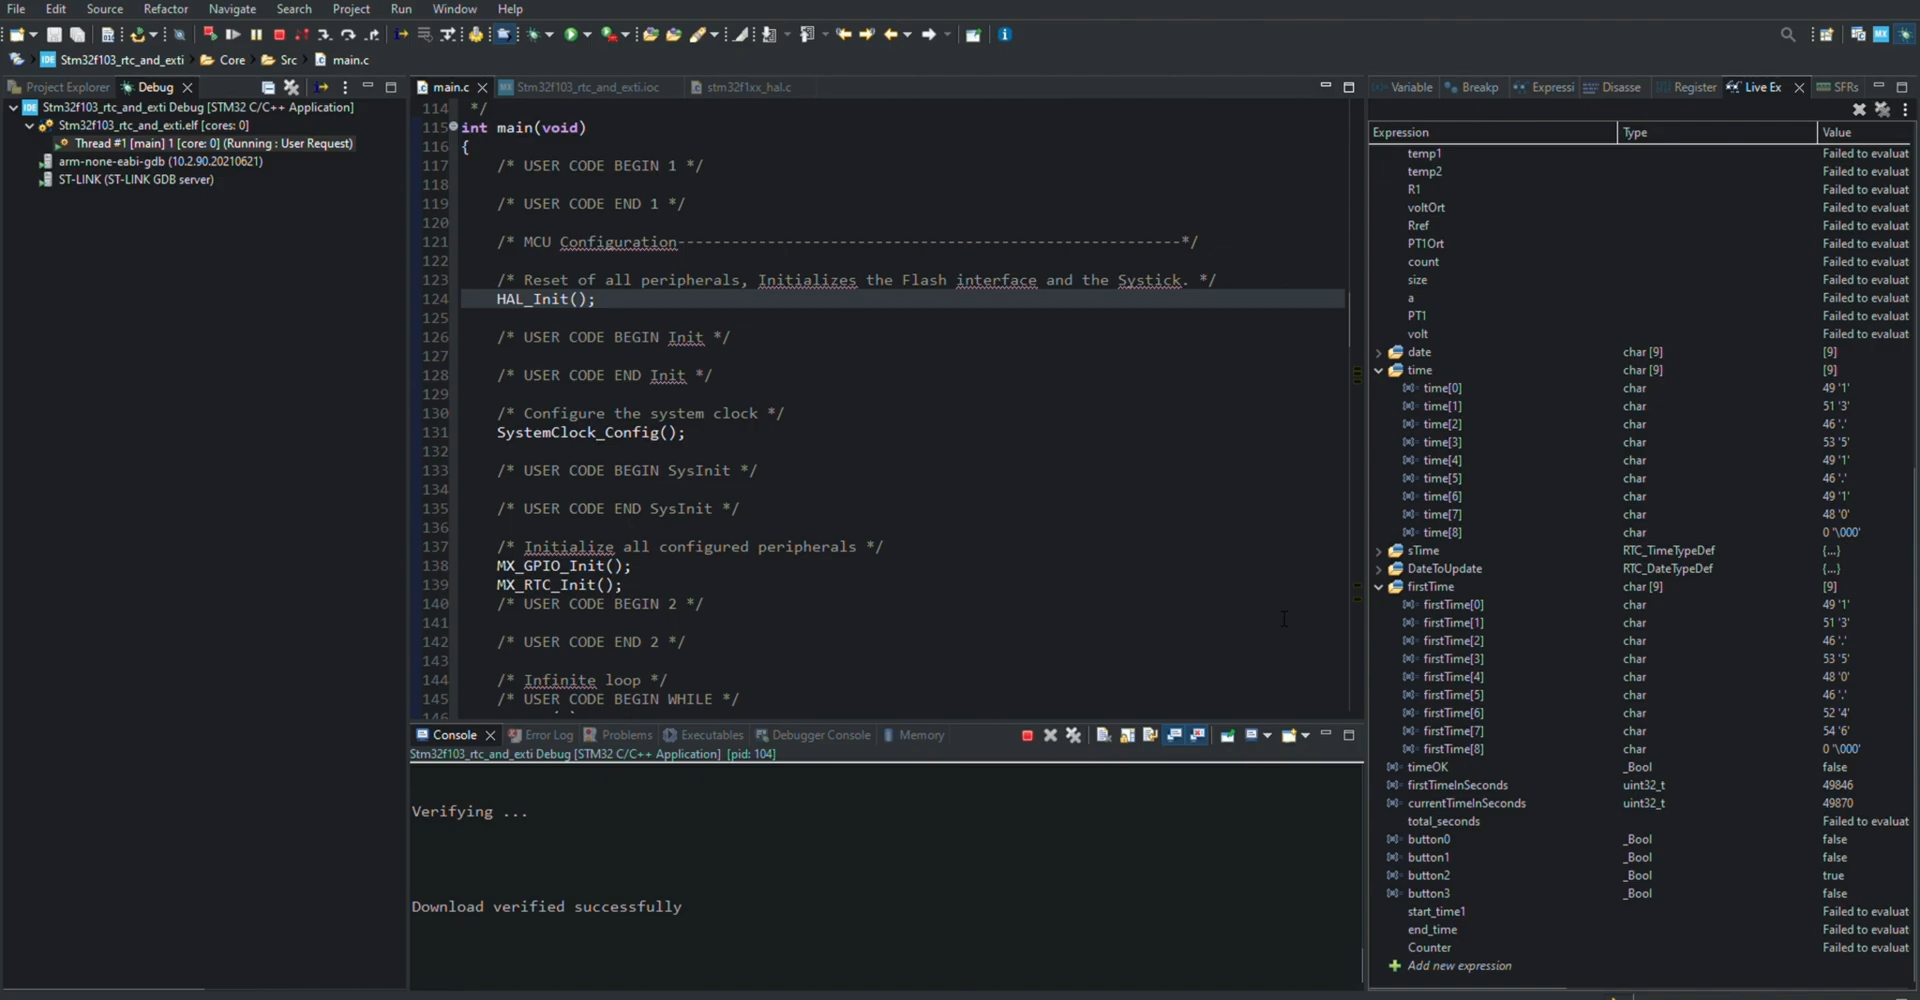 File Edit Source Refactor Navigate Search Project Run Window Help
IDE Stm32f103_rtc_and_exti Core Src main.c
Project Explorer Debug
main.c Stm32f103_rtc_and_exti.ioc stm32f1xx_hal.c
Variable Breakp Expressi Disasse Register Live Ex SFRs
IDE Stm32f103_rtc_and_exti Debug [STM32 C/C++ Application]
Stm32f103_rtc_and_exti.elf [cores: 0]
Thread #1 [main] 1 [core: 0] (Running : User Request)
arm-none-eabi-gdb (10.2.90.20210621)
ST-LINK (ST-LINK GDB server)
114 */
115 int main(void)
116 {
117 /* USER CODE BEGIN 1 */
118
119 /* USER CODE END 1 */
120
121 /* MCU Configuration--------------------------------------------------------*/
122
123 /* Reset of all peripherals, Initializes the Flash interface and the Systick. */
124 HAL_Init();
125
126 /* USER CODE BEGIN Init */
127
128 /* USER CODE END Init */
129
130 /* Configure the system clock */
131 SystemClock_Config();
132
133 /* USER CODE BEGIN SysInit */
134
135 /* USER CODE END SysInit */
136
137 /* Initialize all configured peripherals */
138 MX_GPIO_Init();
139 MX_RTC_Init();
140 /* USER CODE BEGIN 2 */
141
142 /* USER CODE END 2 */
143
144 /* Infinite loop */
145 /* USER CODE BEGIN WHILE */
146
Console Error Log Problems Executables Debugger Console Memory
Stm32f103_rtc_and_exti Debug [STM32 C/C++ Application] [pid: 104]
Verifying ...
Download verified successfully
Expression Type Value
temp1 Failed to evaluat
temp2 Failed to evaluat
R1 Failed to evaluat
voltOrt Failed to evaluat
Rref Failed to evaluat
PT1Ort Failed to evaluat
count Failed to evaluat
size Failed to evaluat
a Failed to evaluat
PT1 Failed to evaluat
volt Failed to evaluat
date char [9] [9]
time char [9] [9]
time[0] char 49 '1'
time[1] char 51 '3'
time[2] char 46 '.'
time[3] char 53 '5'
time[4] char 49 '1'
time[5] char 46 '.'
time[6] char 49 '1'
time[7] char 48 '0'
time[8] char 0 '\000'
sTime RTC_TimeTypeDef {...}
DateToUpdate RTC_DateTypeDef {...}
firstTime char [9] [9]
firstTime[0] char 49 '1'
firstTime[1] char 51 '3'
firstTime[2] char 46 '.'
firstTime[3] char 53 '5'
firstTime[4] char 48 '0'
firstTime[5] char 46 '.'
firstTime[6] char 52 '4'
firstTime[7] char 54 '6'
firstTime[8] char 0 '\000'
timeOK _Bool false
firstTimeInSeconds uint32_t 49846
currentTimeInSeconds uint32_t 49870
total_seconds Failed to evaluat
button0 _Bool false
button1 _Bool false
button2 _Bool true
button3 _Bool false
start_time1 Failed to evaluat
end_time Failed to evaluat
Counter Failed to evaluat
Add new expression